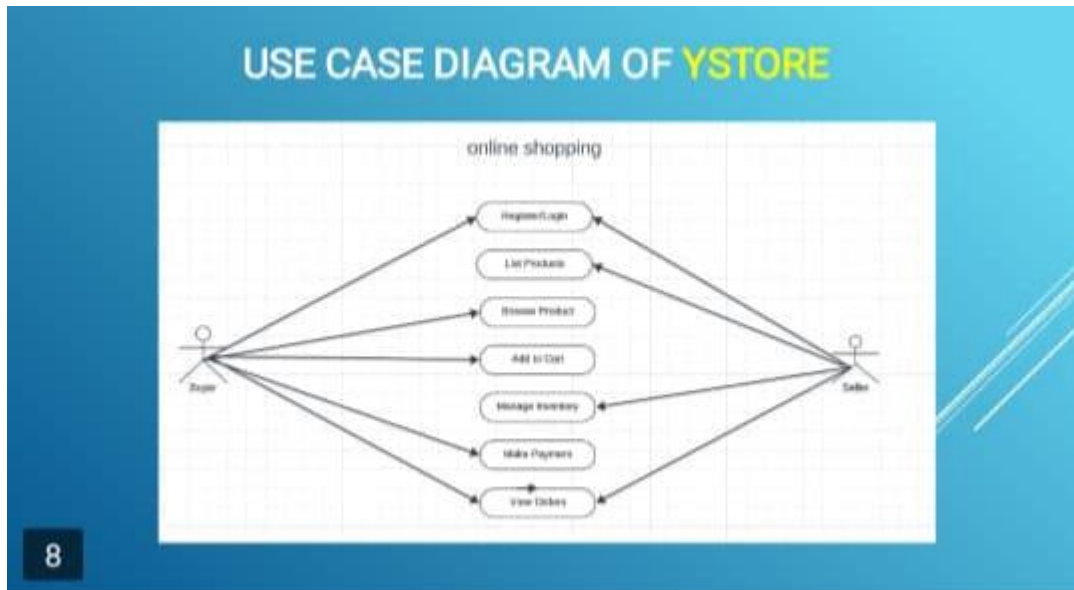 USE CASE DIAGRAM OF YSTORE
online shopping
Register/Login
List Products
Browse Product
Add to Cart
Manage Inventory
Make Payment
View Orders
Buyer
Seller
8